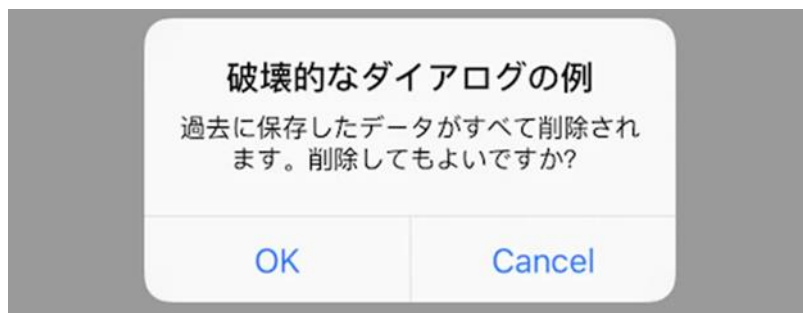 破壊的なダイアログの例
過去に保存したデータがすべて削除され
ます。削除してもよいですか?
OK
Cancel